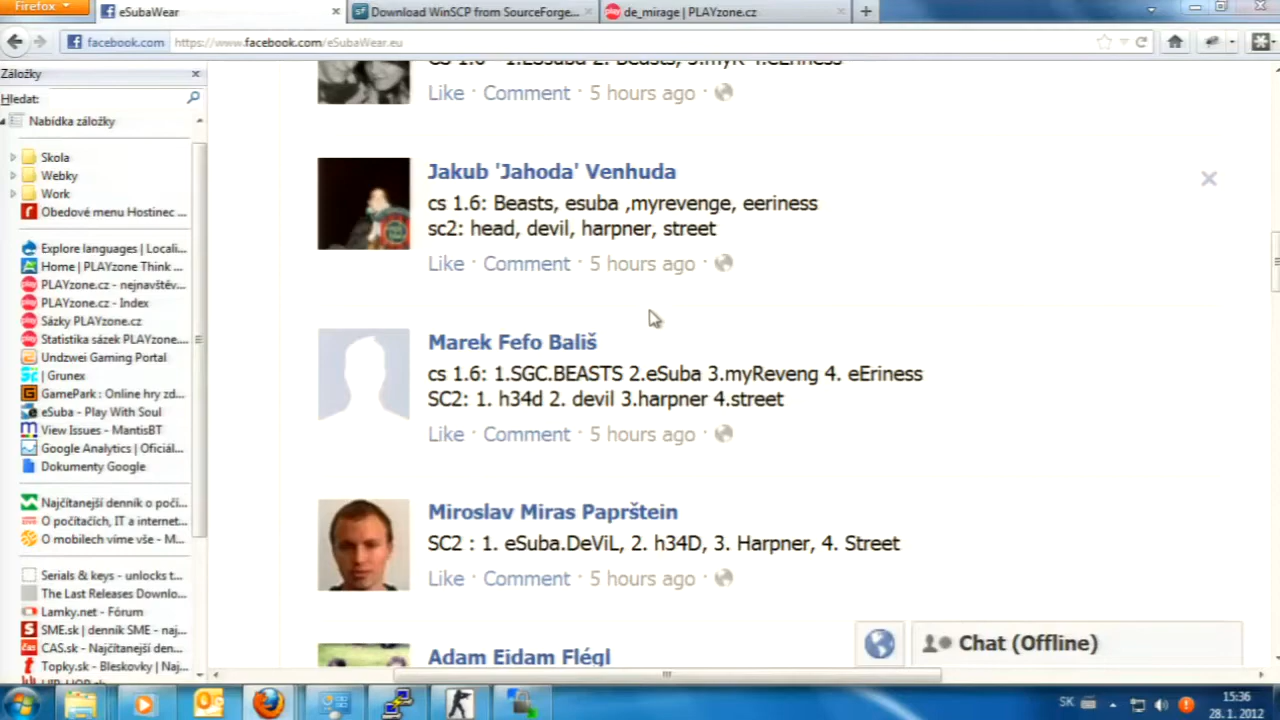 Firefox
eSubaWear
Download WinSCP from SourceForge...
de_mirage | PLAYzone.cz
facebook.com
https://www.facebook.com/eSubaWear.eu
Záložky
Hledat:
Nabídka záložky
Skola
Webky
Work
Obedové menu Hostinec ...
Explore languages | Locali...
Home | PLAYzone Think ...
PLAYzone.cz - nejnavštěv...
PLAYzone.cz - Index
Sázky PLAYzone.cz
Statistika sázek PLAYzone....
Undzwei Gaming Portal
| Grunex
GamePark : Online hry zd...
eSuba - Play With Soul
View Issues - MantisBT
Google Analytics | Oficiál...
Dokumenty Google
Najčítanejší denník o počí...
O počítačích, IT a internet...
O mobilech víme vše - M...
Serials & keys - unlocks t...
The Last Releases Downlo...
Lamky.net - Fórum
SME.sk | denník SME - naj...
CAS.sk - Najčítanejší den...
Topky.sk - Bleskovky | Naj...
Like · Comment · 5 hours ago ·
Jakub 'Jahoda' Venhuda
cs 1.6: Beasts, esuba ,myrevenge, eeriness
sc2: head, devil, harpner, street
Like · Comment · 5 hours ago ·
Marek Fefo Bališ
cs 1.6: 1.SGC.BEASTS 2.eSuba 3.myReveng 4. eEriness
SC2: 1. h34d 2. devil 3.harpner 4.street
Like · Comment · 5 hours ago ·
Miroslav Miras Paprštein
SC2 : 1. eSuba.DeViL, 2. h34D, 3. Harpner, 4. Street
Like · Comment · 5 hours ago ·
Adam Eidam Flégl
Chat (Offline)
SK
15:36
28. 1. 2012